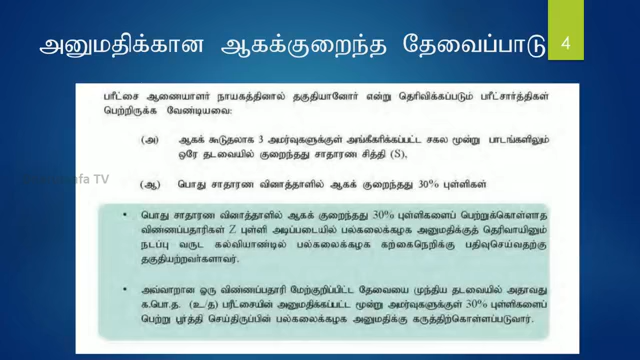 அனுமதிக்கான ஆகக்குறைந்த தேவைப்பாடு
4
பரீட்சை ஆணையாளர் நாயகத்தினால் தகுதியானோர் என்று தெரிவிக்கப்படும் பரீட்சார்த்திகள்
பெற்றிருக்க வேண்டியவை:
(அ) ஆகக் கூடுதலாக 3 அமர்வுகளுக்குள் அங்கீகரிக்கப்பட்ட சகல மூன்று பாடங்களிலும்
ஒரே தடவையில் குறைந்தது சாதாரண சித்தி (S),
TV
(ஆ) பொது சாதாரண வினாத்தாளில் ஆகக் குறைந்தது 30% புள்ளிகள்
• பொது சாதாரண வினாத்தாளில் ஆகக் குறைந்தது 30% புள்ளிகளைப் பெற்றுக்கொள்ளாத
விண்ணப்பதாரிகள் Z புள்ளி அடிப்படையில் பல்கலைக்கழக அனுமதிக்குத் தெரிவாயினும்
நடப்பு வருட கல்வியாண்டில் பல்கலைக்கழக கற்கைநெறிக்கு பதிவுசெய்வதற்கு
தகுதியற்றவர்களாவர்.
• அவ்வாறான ஒரு விண்ணப்பதாரி மேற்குறிப்பிட்ட தேவையை முந்திய தடவையில் அதாவது
க.பொ.த. (உ/த) பரீட்சையின் அனுமதிக்கப்பட்ட மூன்று அமர்வுகளுக்குள் 30% புள்ளிகளைப்
பெற்று பூர்த்தி செய்திருப்பின் பல்கலைக்கழக அனுமதிக்கு கருத்திற்கொள்ளப்படுவார்.